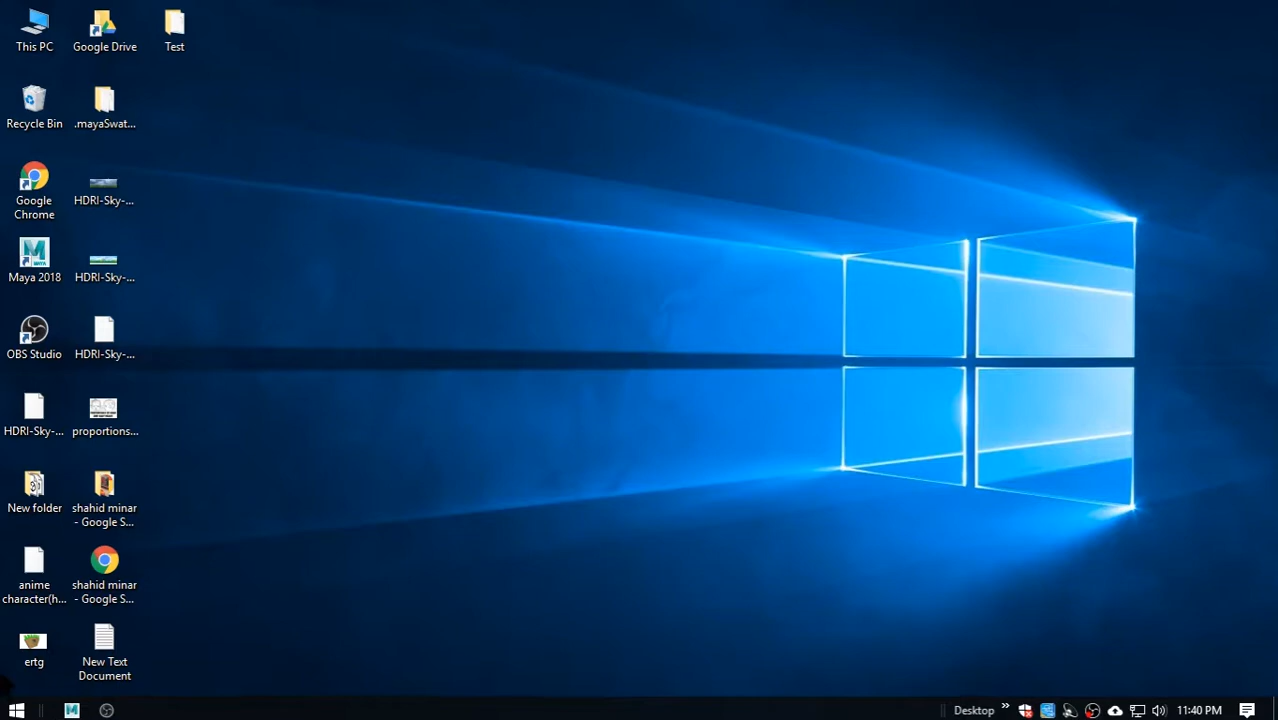 This PC
Google Drive
Test
Recycle Bin
.mayaSwat...
Google
Chrome
HDRI-Sky-...
Maya 2018
HDRI-Sky-...
OBS Studio
HDRI-Sky-...
HDRI-Sky-...
proportions...
New folder
shahid minar
- Google S...
anime
character(h...
shahid minar
- Google S...
ertg
New Text
Document
Desktop
11:40 PM